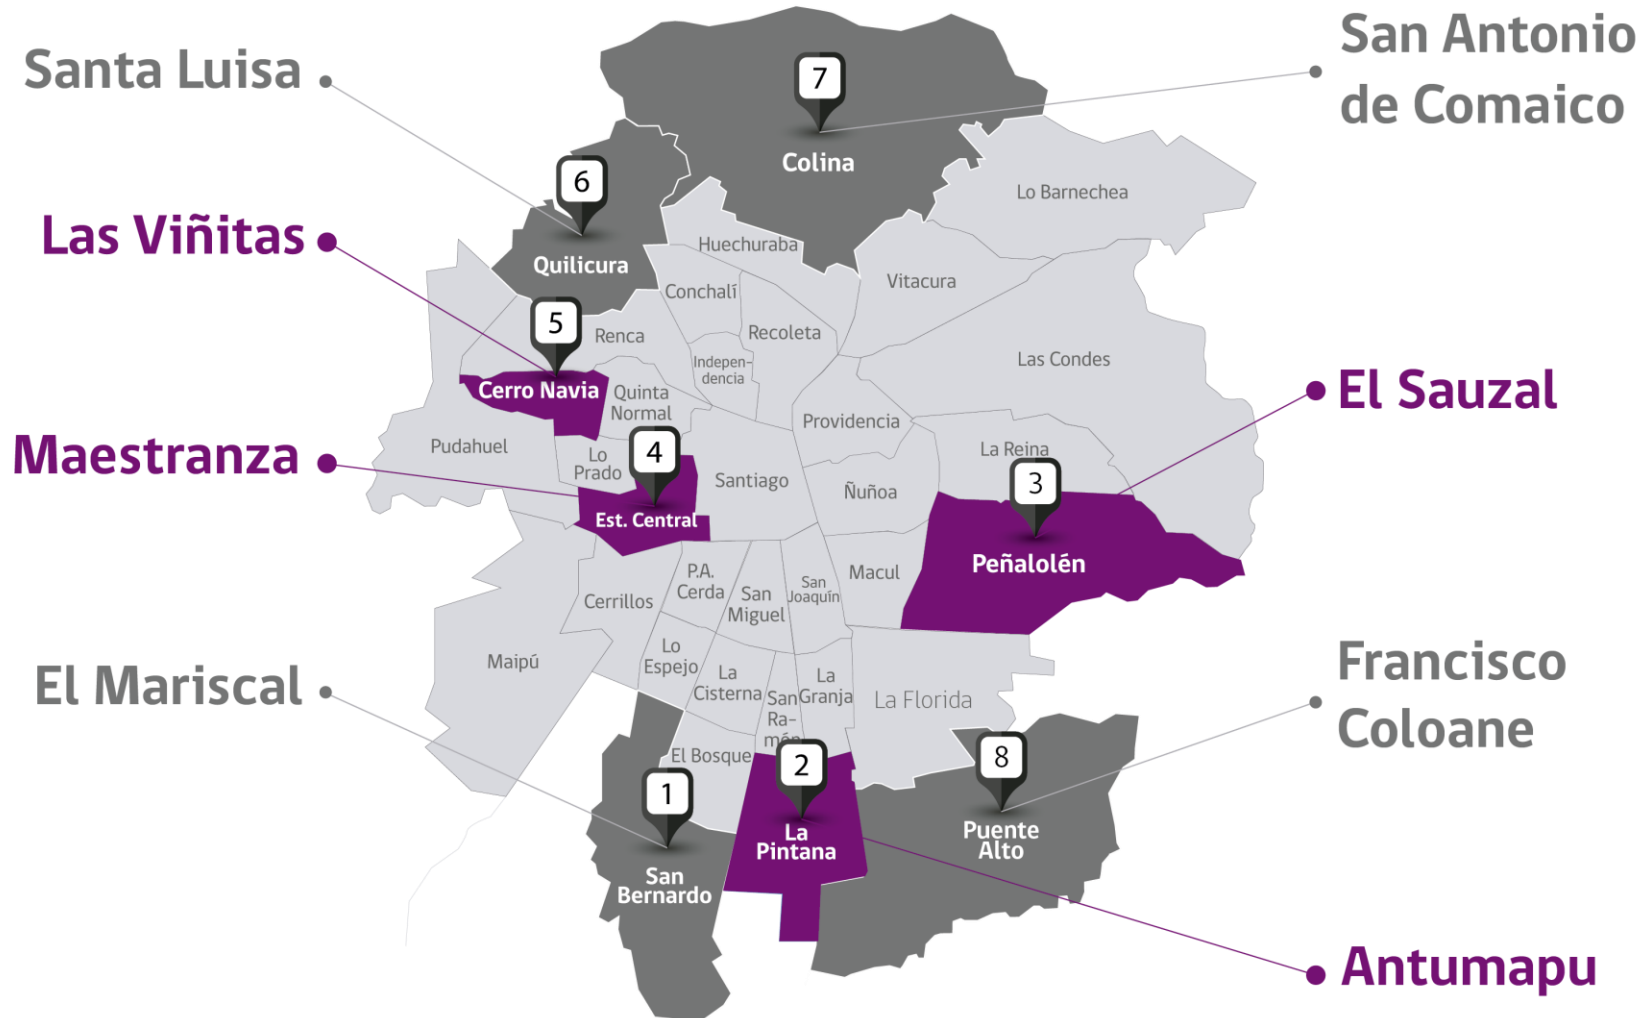 San Antonio
de Comaico
Santa Luisa
7
Colina
6
Lo Barnechea
Las Viñitas
Quilicura
Huechuraba
Vitacura
Conchalí
5
Renca
Recoleta
Indepen-
dencia
Las Condes
Cerro Navia
Quinta
Normal
El Sauzal
Providencia
Pudahuel
Maestranza
Lo
Prado
4
La Reina
Santiago
3
Ñuñoa
Est. Central
Peñalolén
Macul
P.A.
Cerda
San
Miguel
San
Joaquín
Cerrillos
Maipú
Lo
Espejo
La
Cisterna
San
Ra-
món
La
Granja
La Florida
El Mariscal
Francisco
Coloane
El Bosque
2
8
1
La
Pintana
Puente
Alto
San
Bernardo
Antumapu